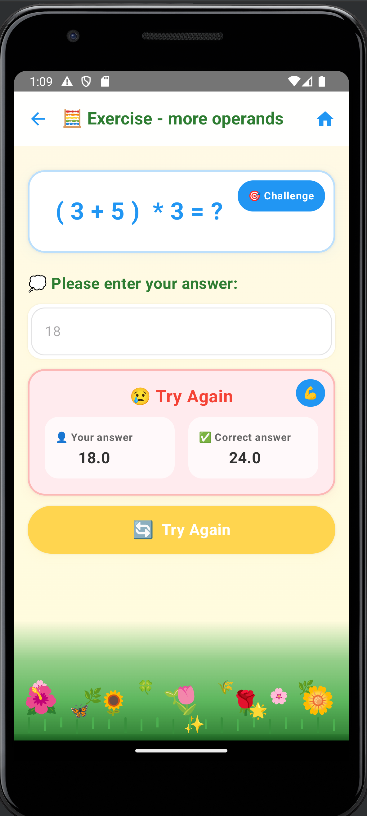 1:09
Exercise - more operands
( 3 + 5 ) * 3 = ?
Challenge
Please enter your answer:
18
Try Again
Your answer
18.0
Correct answer
24.0
Try Again